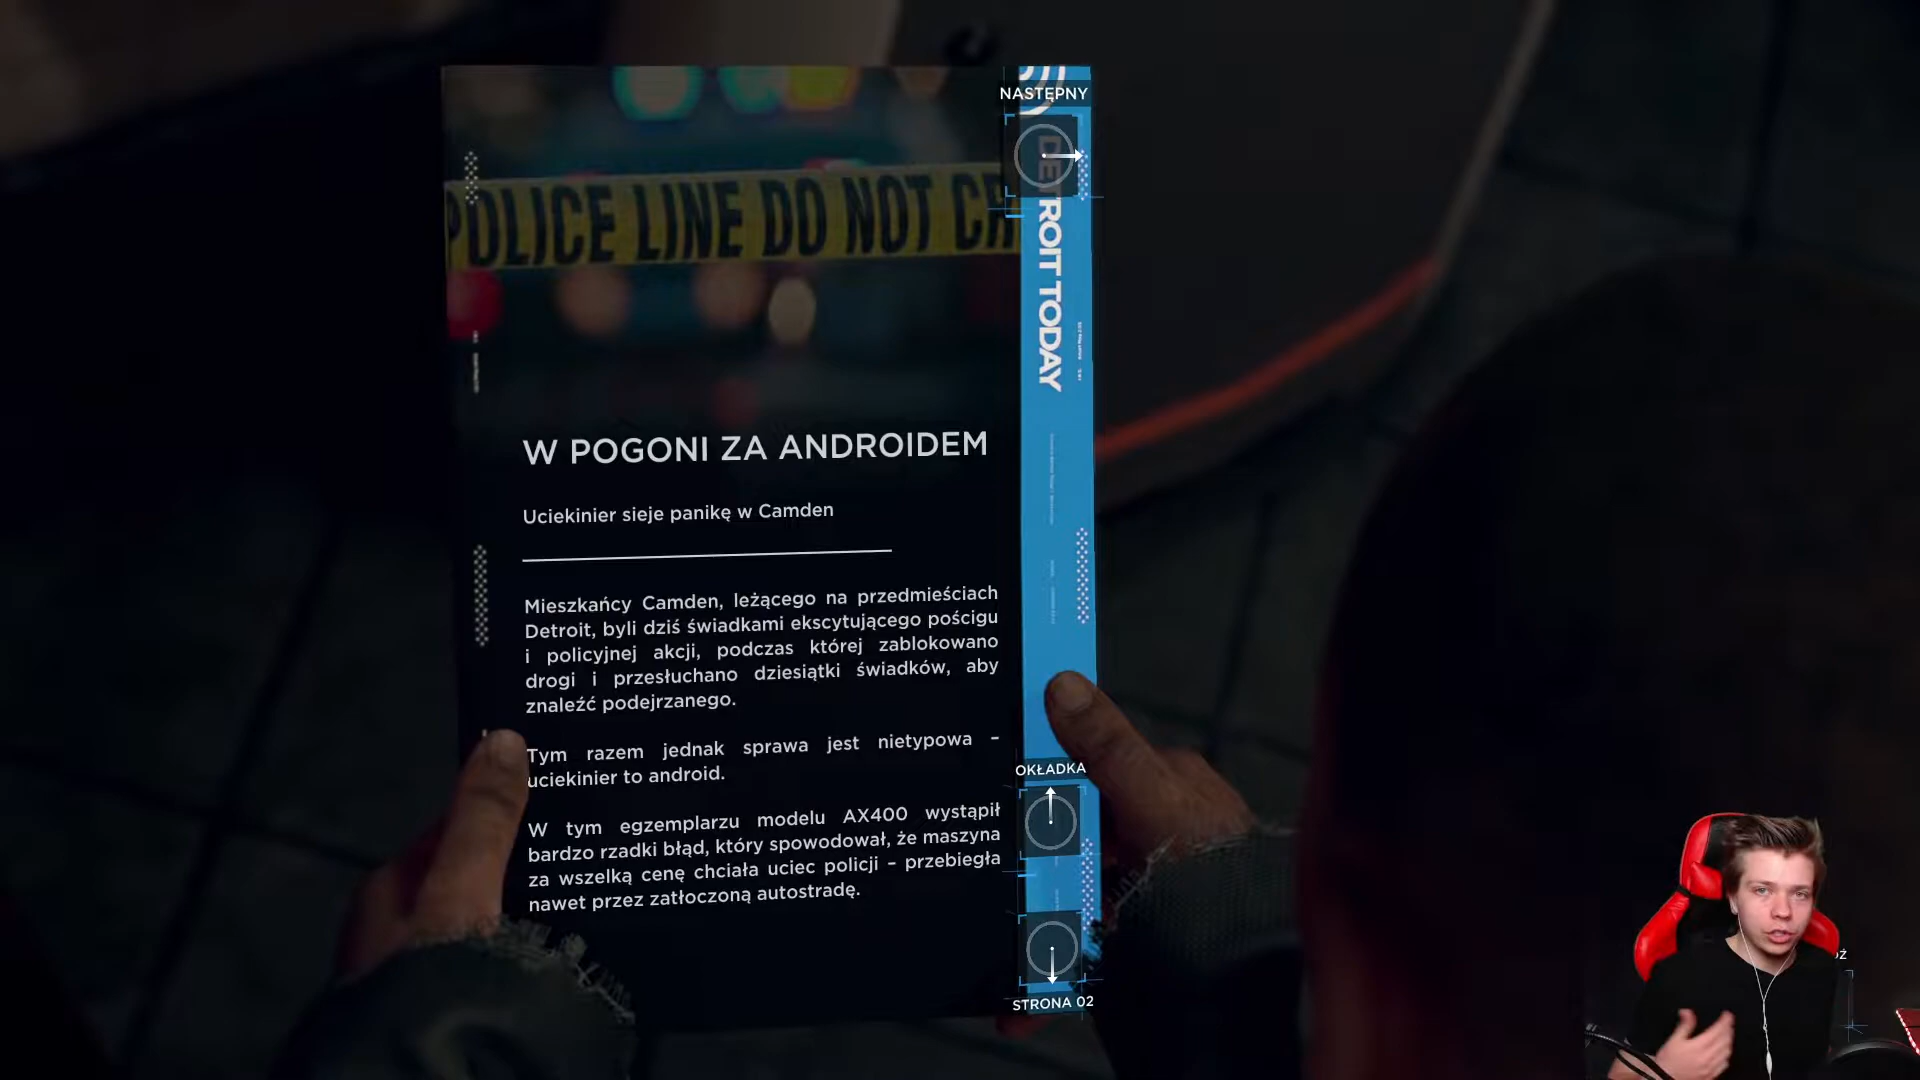 NASTĘPNY
POLICE LINE DO NOT CR
DETROIT TODAY
W POGONI ZA ANDROIDEM
Uciekinier sieje panikę w Camden
Mieszkańcy Camden, leżącego na przedmieściach
Detroit, byli dziś świadkami ekscytującego pościgu
i policyjnej akcji, podczas której zablokowano
drogi i przesłuchano dziesiątki świadków, aby
znaleźć podejrzanego.
Tym razem jednak sprawa jest nietypowa –
uciekinier to android.
W tym egzemplarzu modelu AX400 wystąpił
bardzo rzadki błąd, który spowodował, że maszyna
za wszelką cenę chciała uciec policji – przebiegła
nawet przez zatłoczoną autostradę.
OKŁADKA
STRONA 02